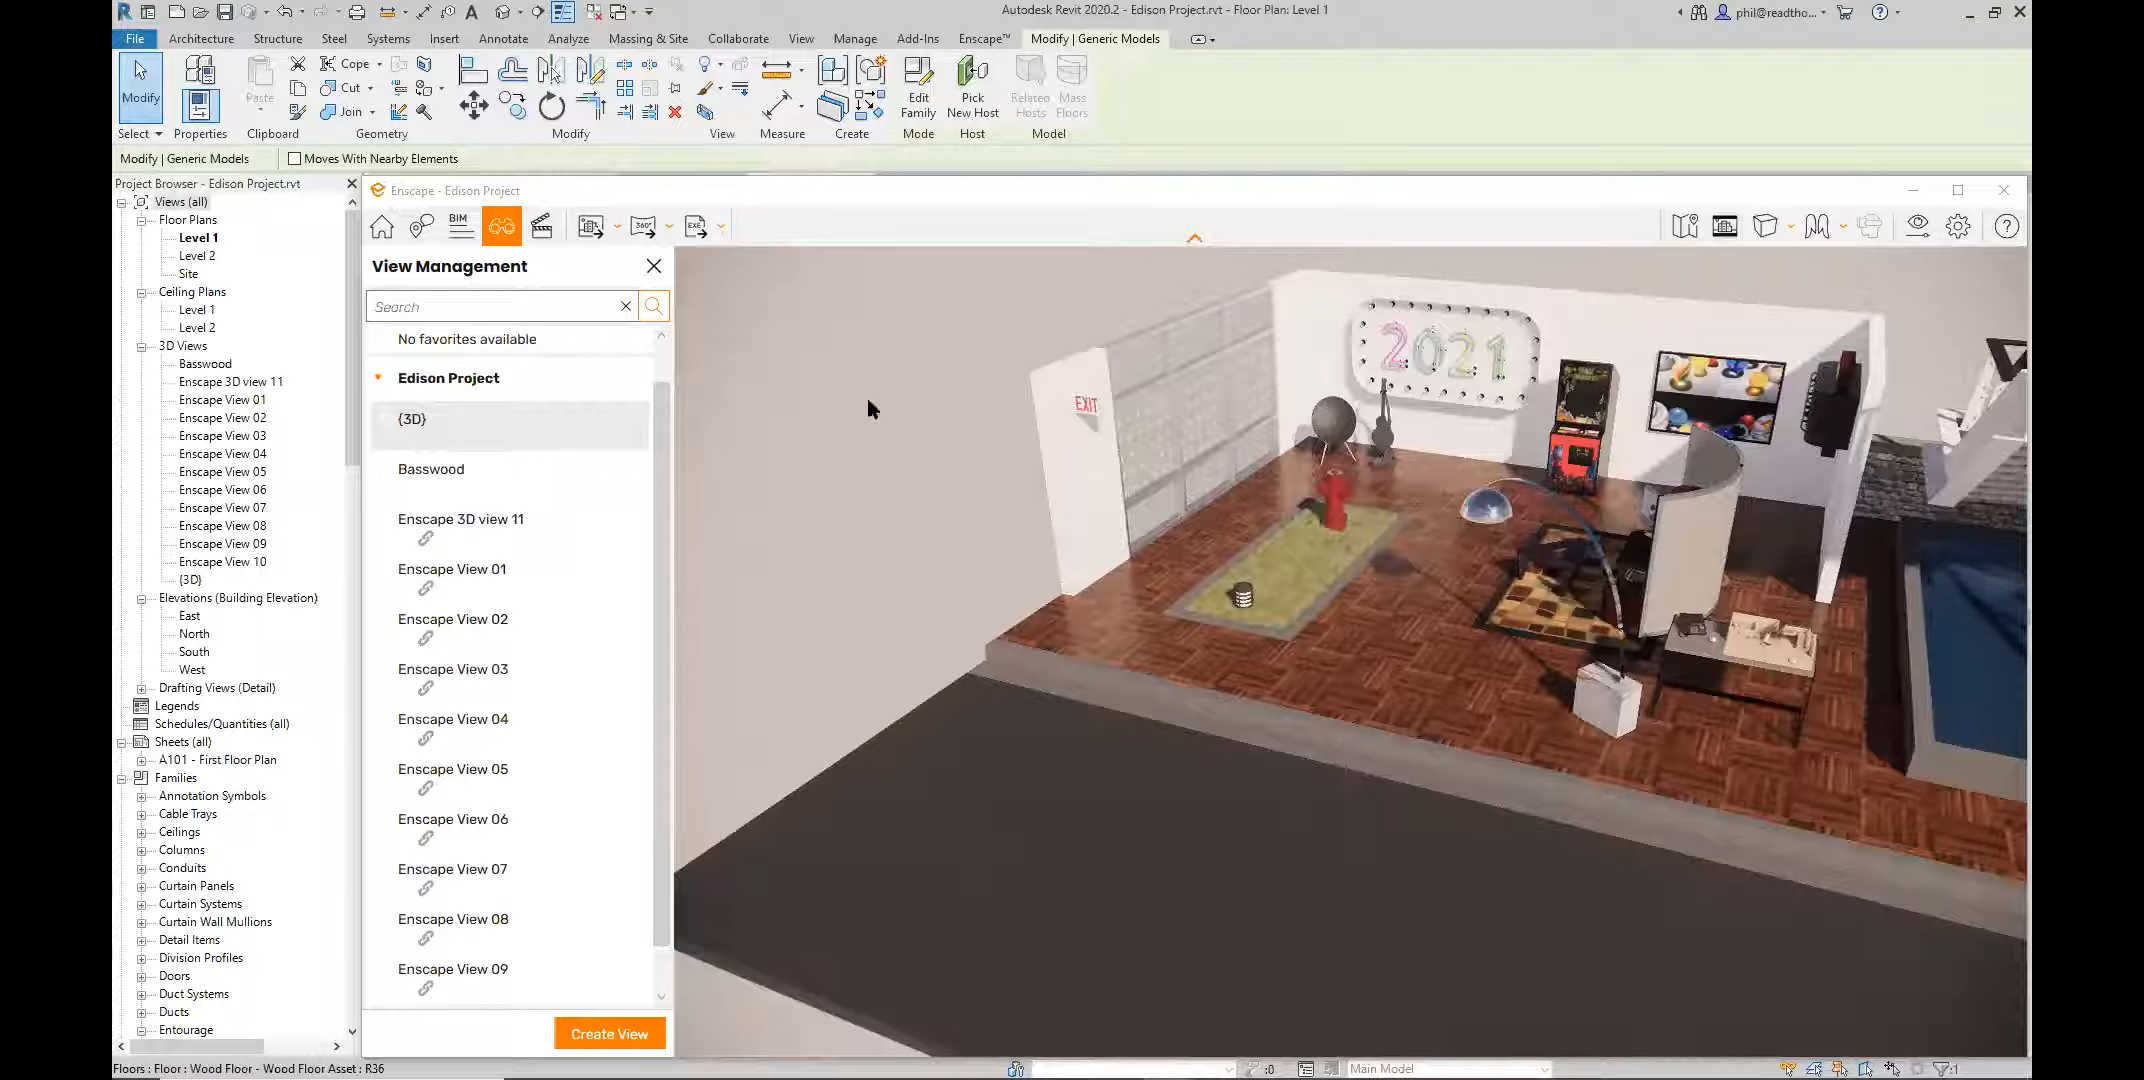 Autodesk Revit 2020.2 - Edison Project.rvt - Floor Plan: Level 1
phil@readtho...
File Architecture Structure Steel Systems Insert Annotate Analyze Massing & Site Collaborate View Manage Add-Ins Enscape™ Modify | Generic Models
Modify Paste Cope Cut Join Edit Family Pick New Host Related Hosts Mass Floors
Select Properties Clipboard Geometry Modify View Measure Create Mode Host Model
Modify | Generic Models Moves With Nearby Elements
Project Browser - Edison Project.rvt
Views (all)
Floor Plans
Level 1
Level 2
Site
Ceiling Plans
Level 1
Level 2
3D Views
Basswood
Enscape 3D view 11
Enscape View 01
Enscape View 02
Enscape View 03
Enscape View 04
Enscape View 05
Enscape View 06
Enscape View 07
Enscape View 08
Enscape View 09
Enscape View 10
{3D}
Elevations (Building Elevation)
East
North
South
West
Drafting Views (Detail)
Legends
Schedules/Quantities (all)
Sheets (all)
A101 - First Floor Plan
Families
Annotation Symbols
Cable Trays
Ceilings
Columns
Conduits
Curtain Panels
Curtain Systems
Curtain Wall Mullions
Detail Items
Division Profiles
Doors
Duct Systems
Ducts
Entourage
Enscape - Edison Project
BIM 360° EXE
View Management
Search
No favorites available
Edison Project
{3D}
Basswood
Enscape 3D view 11
Enscape View 01
Enscape View 02
Enscape View 03
Enscape View 04
Enscape View 05
Enscape View 06
Enscape View 07
Enscape View 08
Enscape View 09
Create View
2021
EXIT
Floors : Floor : Wood Floor - Wood Floor Asset : R36
:0
Main Model
:1